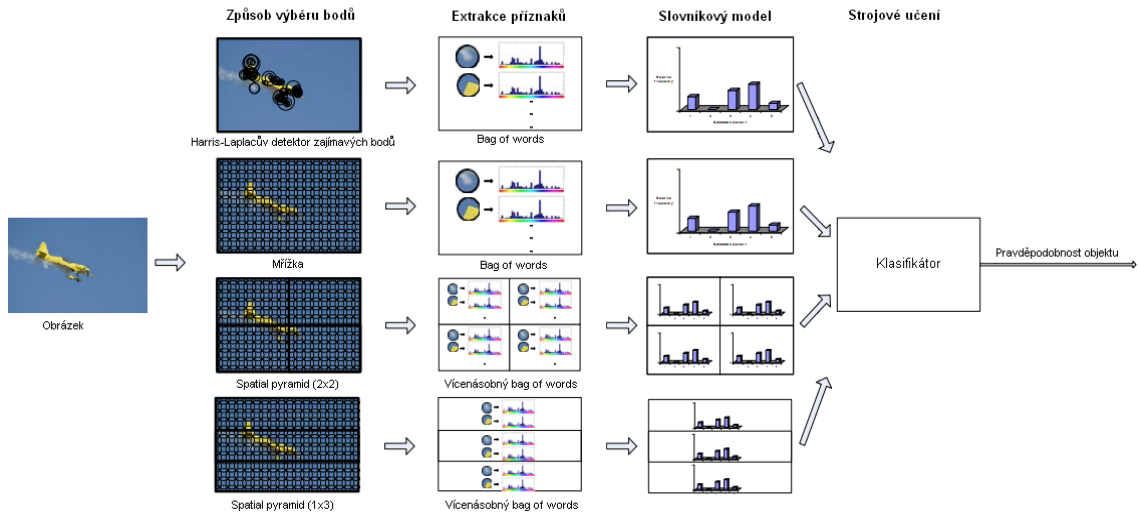 Způsob výběru bodů
Extrakce příznaků
Slovníkový model
Strojové učení
Harris-Laplacův detektor zajímavých bodů
Bag of words
Mřížka
Bag of words
Obrázek
Klasifikátor
Pravděpodobnost objektu
Spatial pyramid (2x2)
Vícenásobný bag of words
Spatial pyramid (1x3)
Vícenásobný bag of words